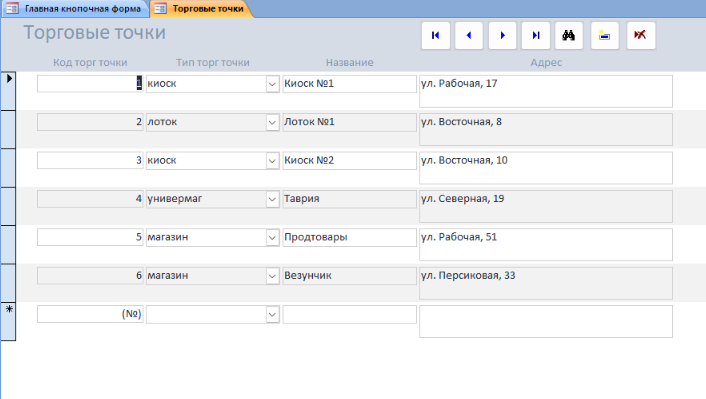 Главная кнопочная форма Торговые точки
Торговые точки
Код торг точки Тип торг точки Название Адрес
1 киоск Киоск №1 ул. Рабочая, 17
2 лоток Лоток №1 ул. Восточная, 8
3 киоск Киоск №2 ул. Восточная, 10
4 универмаг Таврия ул. Северная, 19
5 магазин Продтовары ул. Рабочая, 51
6 магазин Везунчик ул. Персиковая, 33
(№)